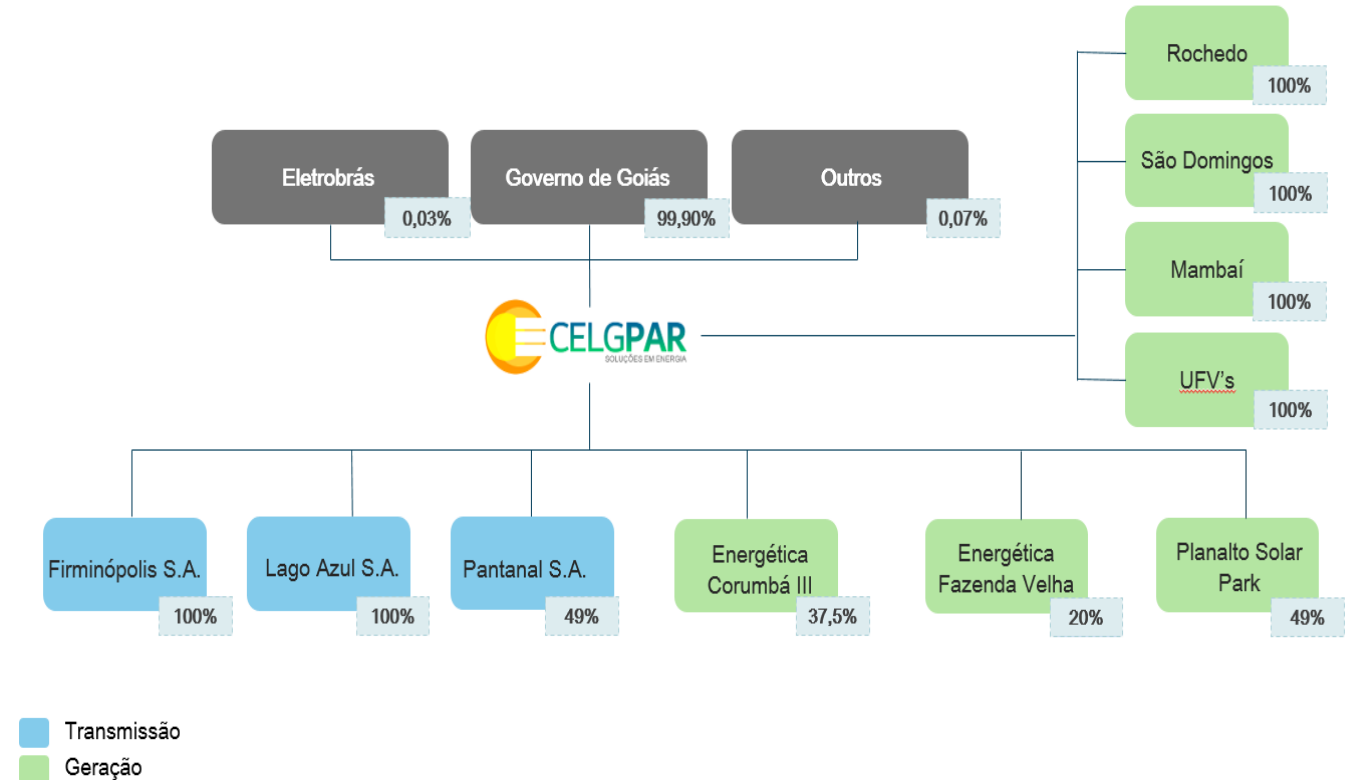 Rochedo
100%
São Domingos
100%
Mambaí
100%
UFV's
100%
Eletrobrás
0,03%
Governo de Goiás
99,90%
Outros
0,07%
CELGPAR
SOLUÇÕES EM ENERGIA
Firminópolis S.A.
100%
Lago Azul S.A.
100%
Pantanal S.A.
49%
Energética
Corumbá III
37,5%
Energética
Fazenda Velha
20%
Planalto Solar
Park
49%
Transmissão
Geração